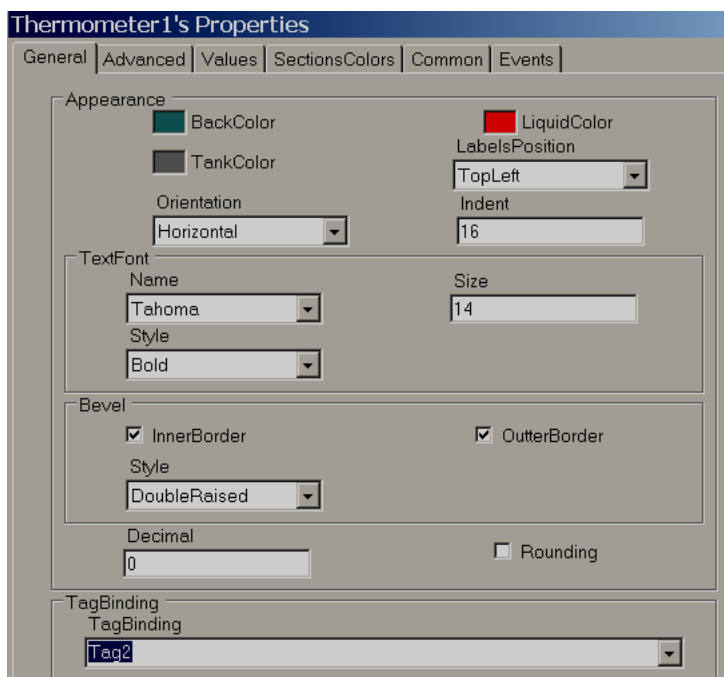 Thermometer1's Properties
General Advanced Values SectionsColors Common Events
Appearance
BackColor LiquidColor
TankColor LabelsPosition
TopLeft
Orientation Indent
Horizontal 16
TextFont
Name Size
Tahoma 14
Style
Bold
Bevel
InnerBorder OutterBorder
Style
DoubleRaised
Decimal
0 Rounding
TagBinding
TagBinding
Tag2